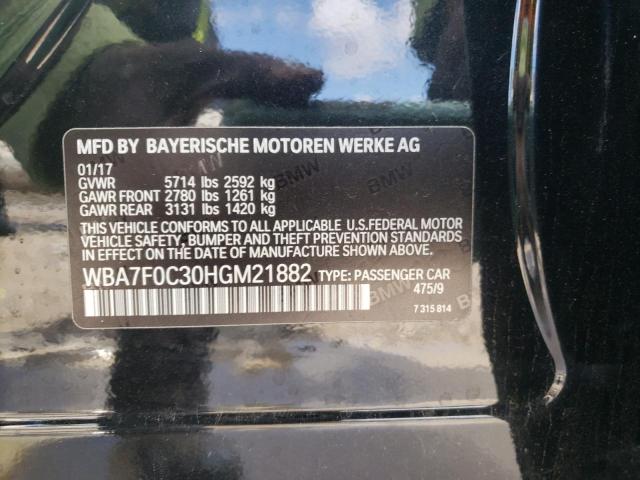 MFD BY BAYERISCHE MOTOREN WERKE AG
01/17
GVWR 5714 lbs 2592 kg
GAWR FRONT 2780 lbs 1261 kg
GAWR REAR 3131 lbs 1420 kg
THIS VEHICLE CONFORMS TO ALL APPLICABLE U.S.FEDERAL MOTOR
VEHICLE SAFETY, BUMPER AND THEFT PREVENTION STANDARDS
IN EFFECT ON THE DATE OF MANUFACTURE SHOWN ABOVE
WBA7F0C30HGM21882 TYPE: PASSENGER CAR
475/9
7 315 814
BMW
BMW